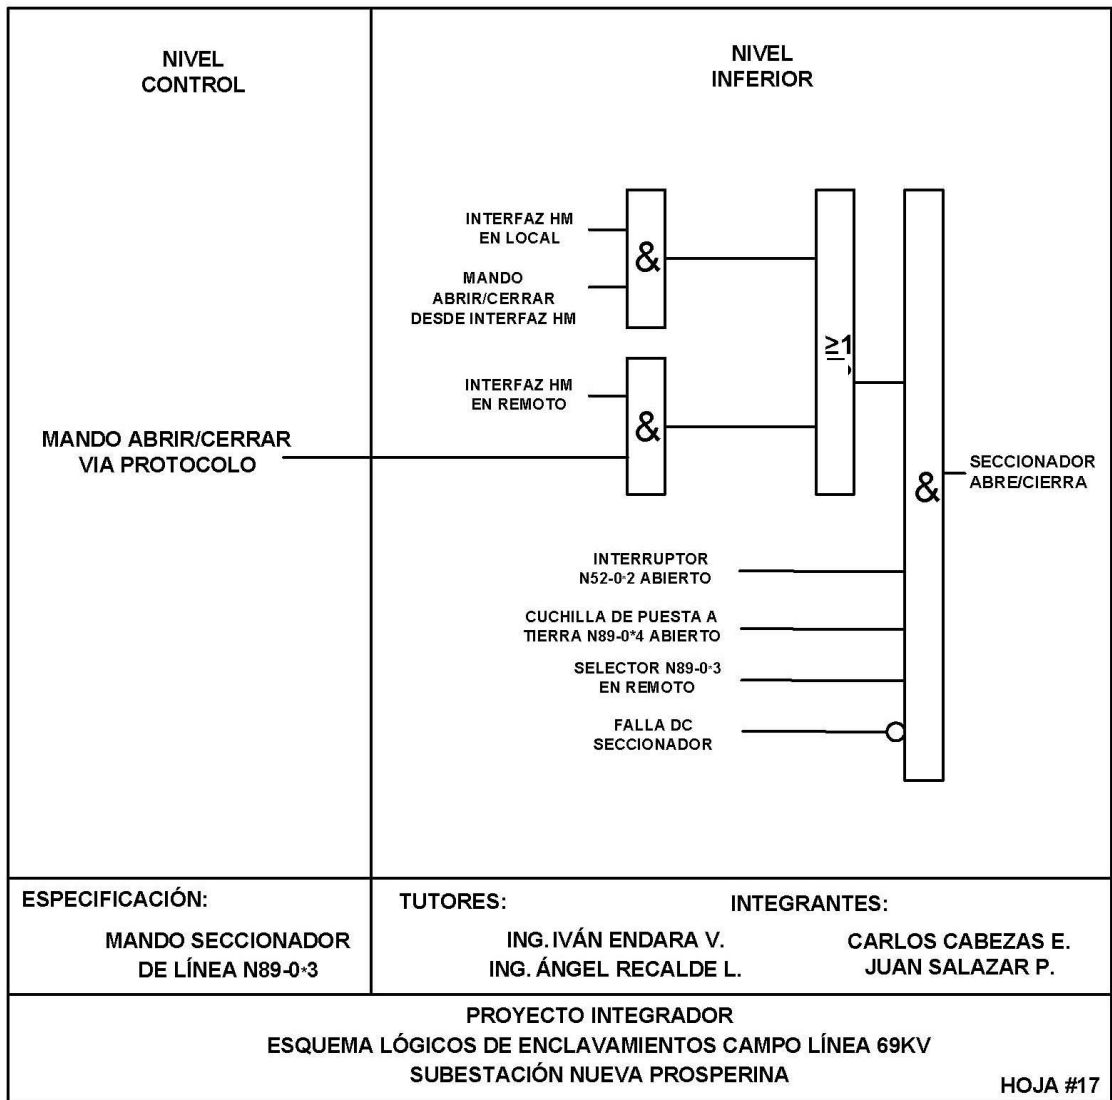 NIVEL
CONTROL
NIVEL
INFERIOR
INTERFAZ HM
EN LOCAL
&
MANDO
ABRIR/CERRAR
DESDE INTERFAZ HM
≥1
INTERFAZ HM
EN REMOTO
&
MANDO ABRIR/CERRAR
VIA PROTOCOLO
&
SECCIONADOR
ABRE/CIERRA
INTERRUPTOR
N52-0*2 ABIERTO
CUCHILLA DE PUESTA A
TIERRA N89-0*4 ABIERTO
SELECTOR N89-0*3
EN REMOTO
FALLA DC
SECCIONADOR
ESPECIFICACIÓN:
MANDO SECCIONADOR
DE LÍNEA N89-0*3
TUTORES:
ING. IVÁN ENDARA V.
ING. ÁNGEL RECALDE L.
INTEGRANTES:
CARLOS CABEZAS E.
JUAN SALAZAR P.
PROYECTO INTEGRADOR
ESQUEMA LÓGICOS DE ENCLAVAMIENTOS CAMPO LÍNEA 69KV
SUBESTACIÓN NUEVA PROSPERINA
HOJA #17